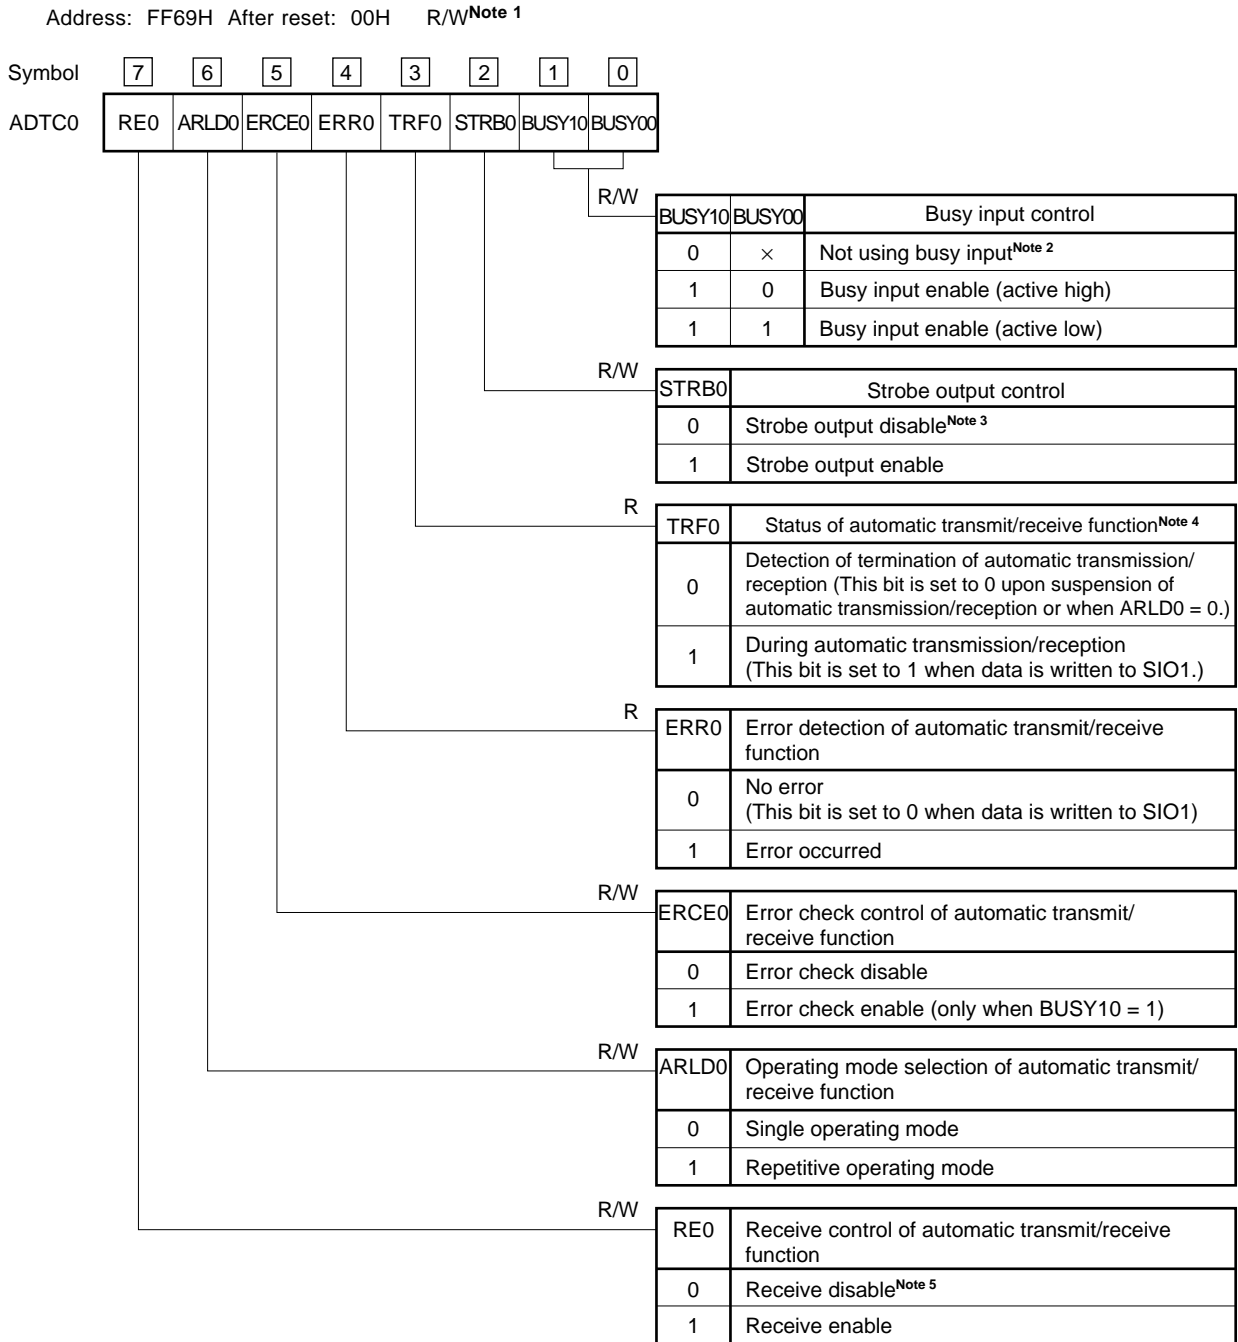 Address: FF69H After reset: 00H R/WNote 1
Symbol 7 6 5 4 3 2 1 0
ADTC0 RE0 ARLD0 ERCE0 ERR0 TRF0 STRB0 BUSY10 BUSY00
R/W
BUSY10 BUSY00 Busy input control
0 × Not using busy inputNote 2
1 0 Busy input enable (active high)
1 1 Busy input enable (active low)
R/W
STRB0 Strobe output control
0 Strobe output disableNote 3
1 Strobe output enable
R
TRF0 Status of automatic transmit/receive functionNote 4
0 Detection of termination of automatic transmission/
reception (This bit is set to 0 upon suspension of
automatic transmission/reception or when ARLD0 = 0.)
1 During automatic transmission/reception
(This bit is set to 1 when data is written to SIO1.)
R
ERR0 Error detection of automatic transmit/receive
function
0 No error
(This bit is set to 0 when data is written to SIO1)
1 Error occurred
R/W
ERCE0 Error check control of automatic transmit/
receive function
0 Error check disable
1 Error check enable (only when BUSY10 = 1)
R/W
ARLD0 Operating mode selection of automatic transmit/
receive function
0 Single operating mode
1 Repetitive operating mode
R/W
RE0 Receive control of automatic transmit/receive
function
0 Receive disableNote 5
1 Receive enable